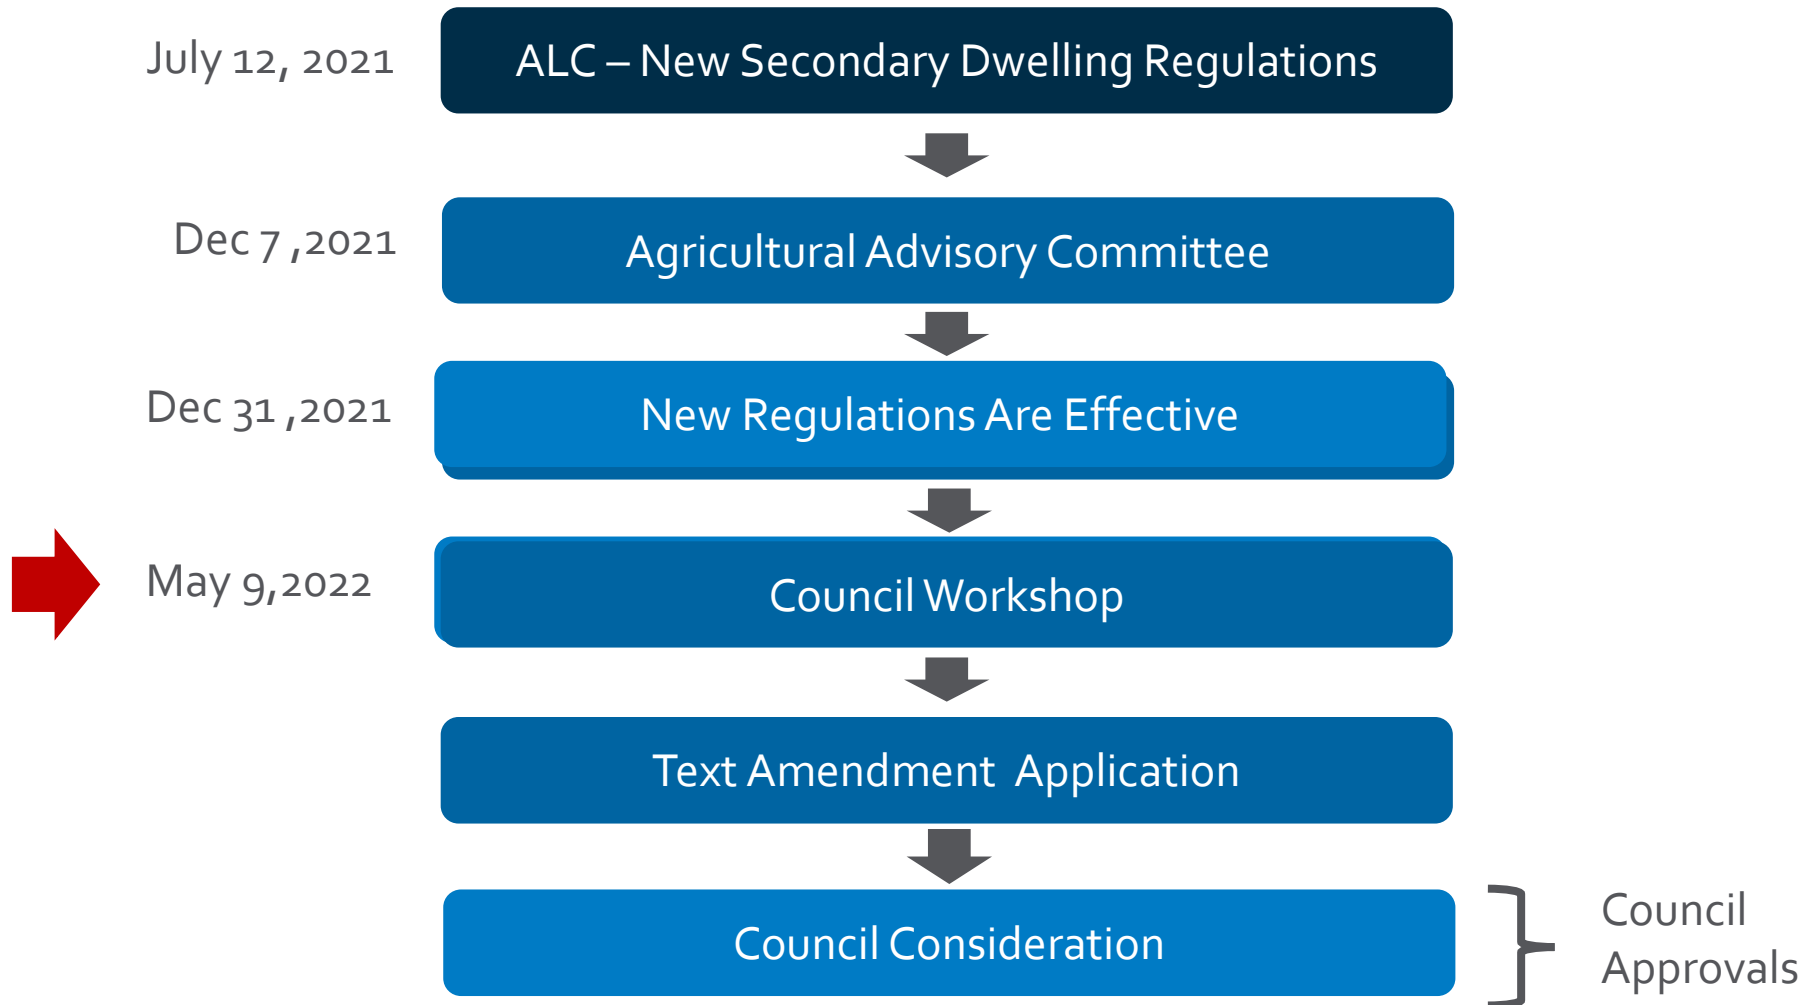 July 12, 2021
ALC – New Secondary Dwelling Regulations
Dec 7 ,2021
Agricultural Advisory Committee
Dec 31 ,2021
New Regulations Are Effective
May 9,2022
Council Workshop
Text Amendment  Application
Council Consideration
Council
Approvals